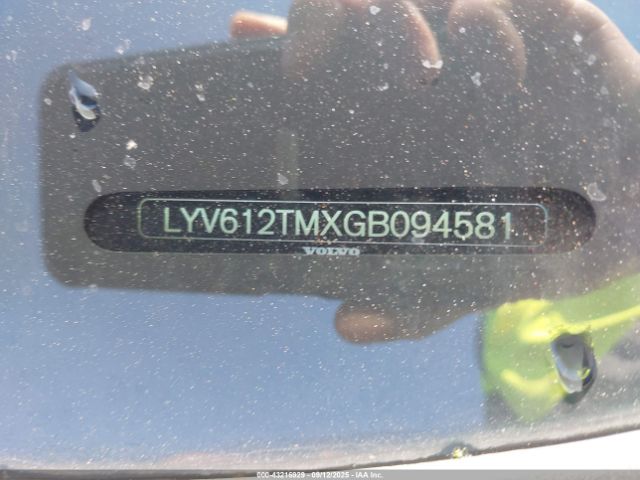 LYV612TMXGB094581
VOLVO
000-43216929 - 09/12/2025 - IAA Inc.